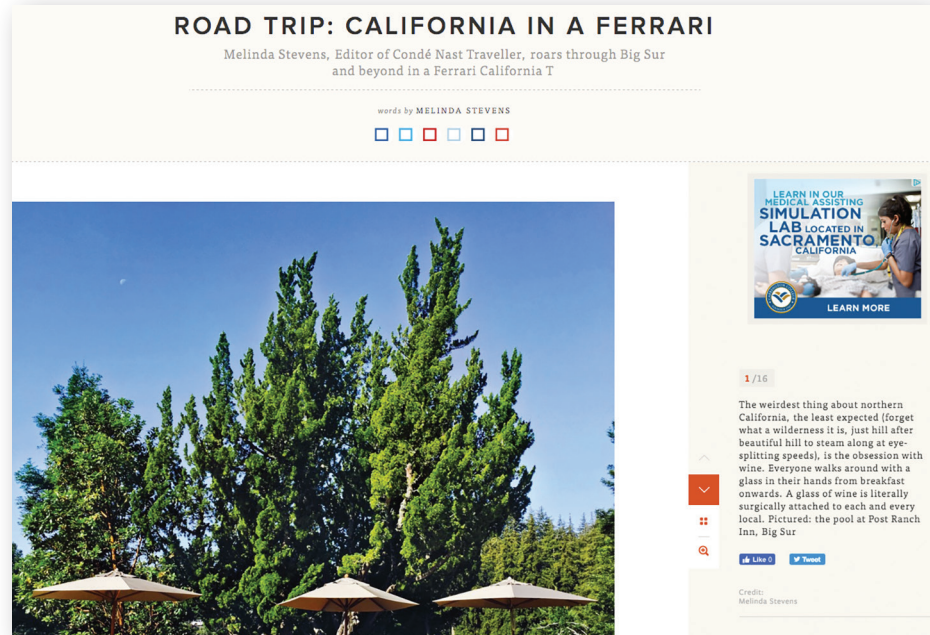 ROAD TRIP: CALIFORNIA IN A FERRARI
Melinda Stevens, Editor of Condé Nast Traveller, roars through Big Sur
and beyond in a Ferrari California T
words by MELINDA STEVENS
LEARN IN OUR
MEDICAL ASSISTING
SIMULATION
LAB LOCATED IN
SACRAMENTO,
CALIFORNIA
LEARN MORE
1 /16
The weirdest thing about northern
California, the least expected (forget
what a wilderness it is, just hill after
beautiful hill to steam along at eye-
splitting speeds), is the obsession with
wine. Everyone walks around with a
glass in their hands from breakfast
onwards. A glass of wine is literally
surgically attached to each and every
local. Pictured: the pool at Post Ranch
Inn, Big Sur
Like 0
Tweet
Credit:
Melinda Stevens